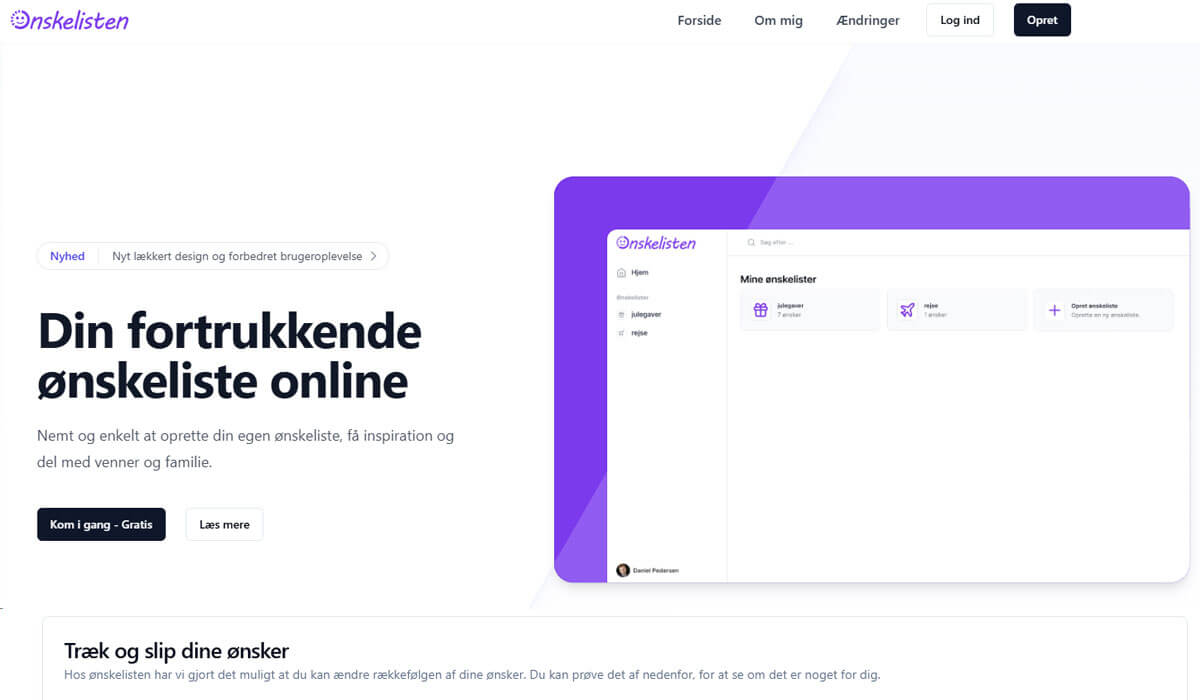 Ønskelisten
Forside Om mig Ændringer Log ind Opret
Nyhed Nyt lækkert design og forbedret brugeroplevelse
Din fortrukkende
ønskeliste online
Nemt og enkelt at oprette din egen ønskeliste, få inspiration og
del med venner og familie.
Kom i gang - Gratis Læs mere
Ønskelisten
Søg efter ...
Hjem
Ønskelister
julegaver
rejse
Mine ønskelister
julegaver
7 ønsker
rejse
1 ønsker
Opret ønskeliste
Oprette en ny ønskeliste.
Daniel Pedersen
Træk og slip dine ønsker
Hos ønskelisten har vi gjort det muligt at du kan ændre rækkefølgen af dine ønsker. Du kan prøve det af nedenfor, for at se om det er noget for dig.